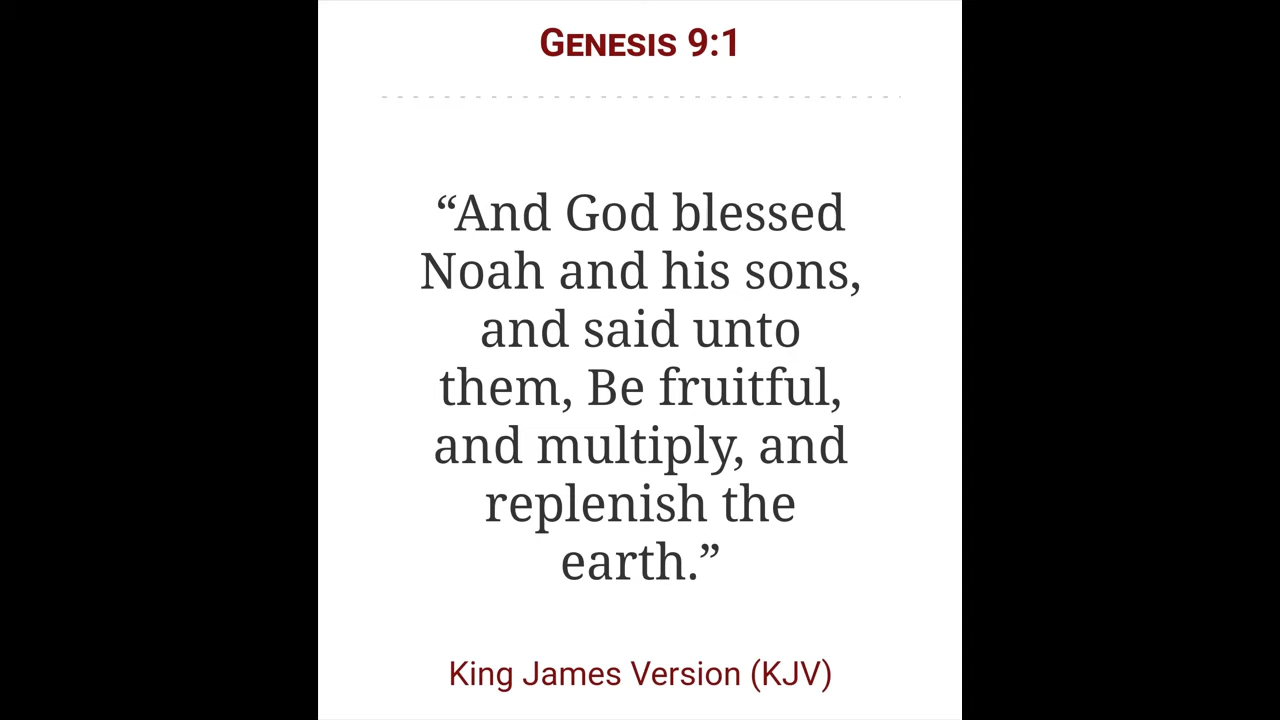 GENESIS 9:1
“And God blessed
Noah and his sons,
and said unto
them, Be fruitful,
and multiply, and
replenish the
earth.”
King James Version (KJV)